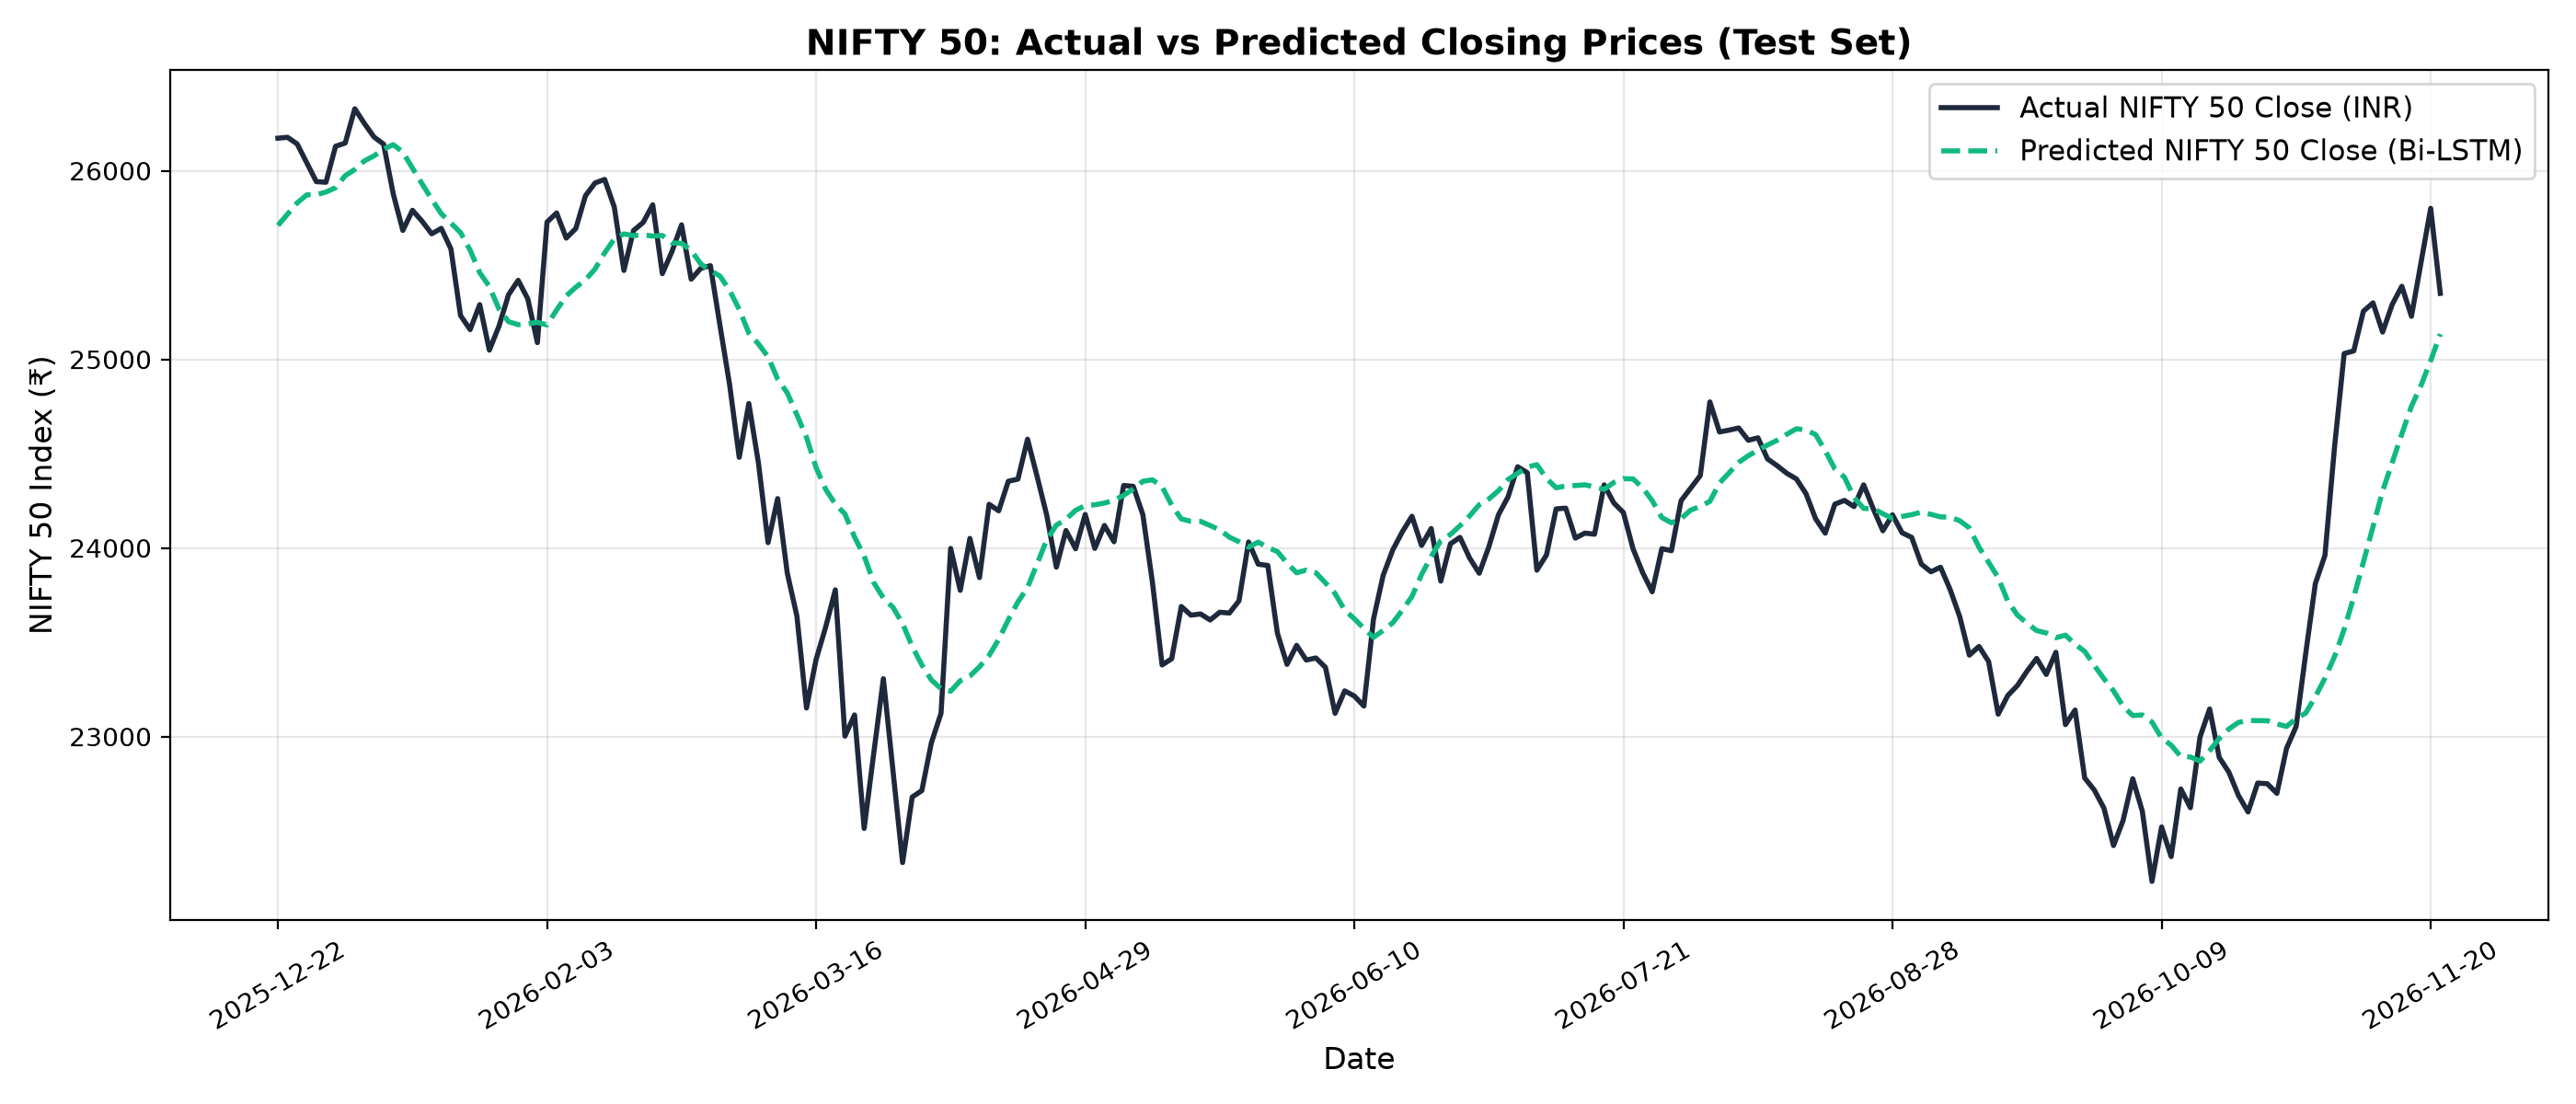 NIFTY 50: Actual vs Predicted Closing Prices (Test Set)
Actual NIFTY 50 Close (INR)
Predicted NIFTY 50 Close (Bi-LSTM)
NIFTY 50 Index (₹)
26000
25000
24000
23000
2025-12-22
2026-02-03
2026-03-16
2026-04-29
2026-06-10
2026-07-21
2026-08-28
2026-10-09
2026-11-20
Date